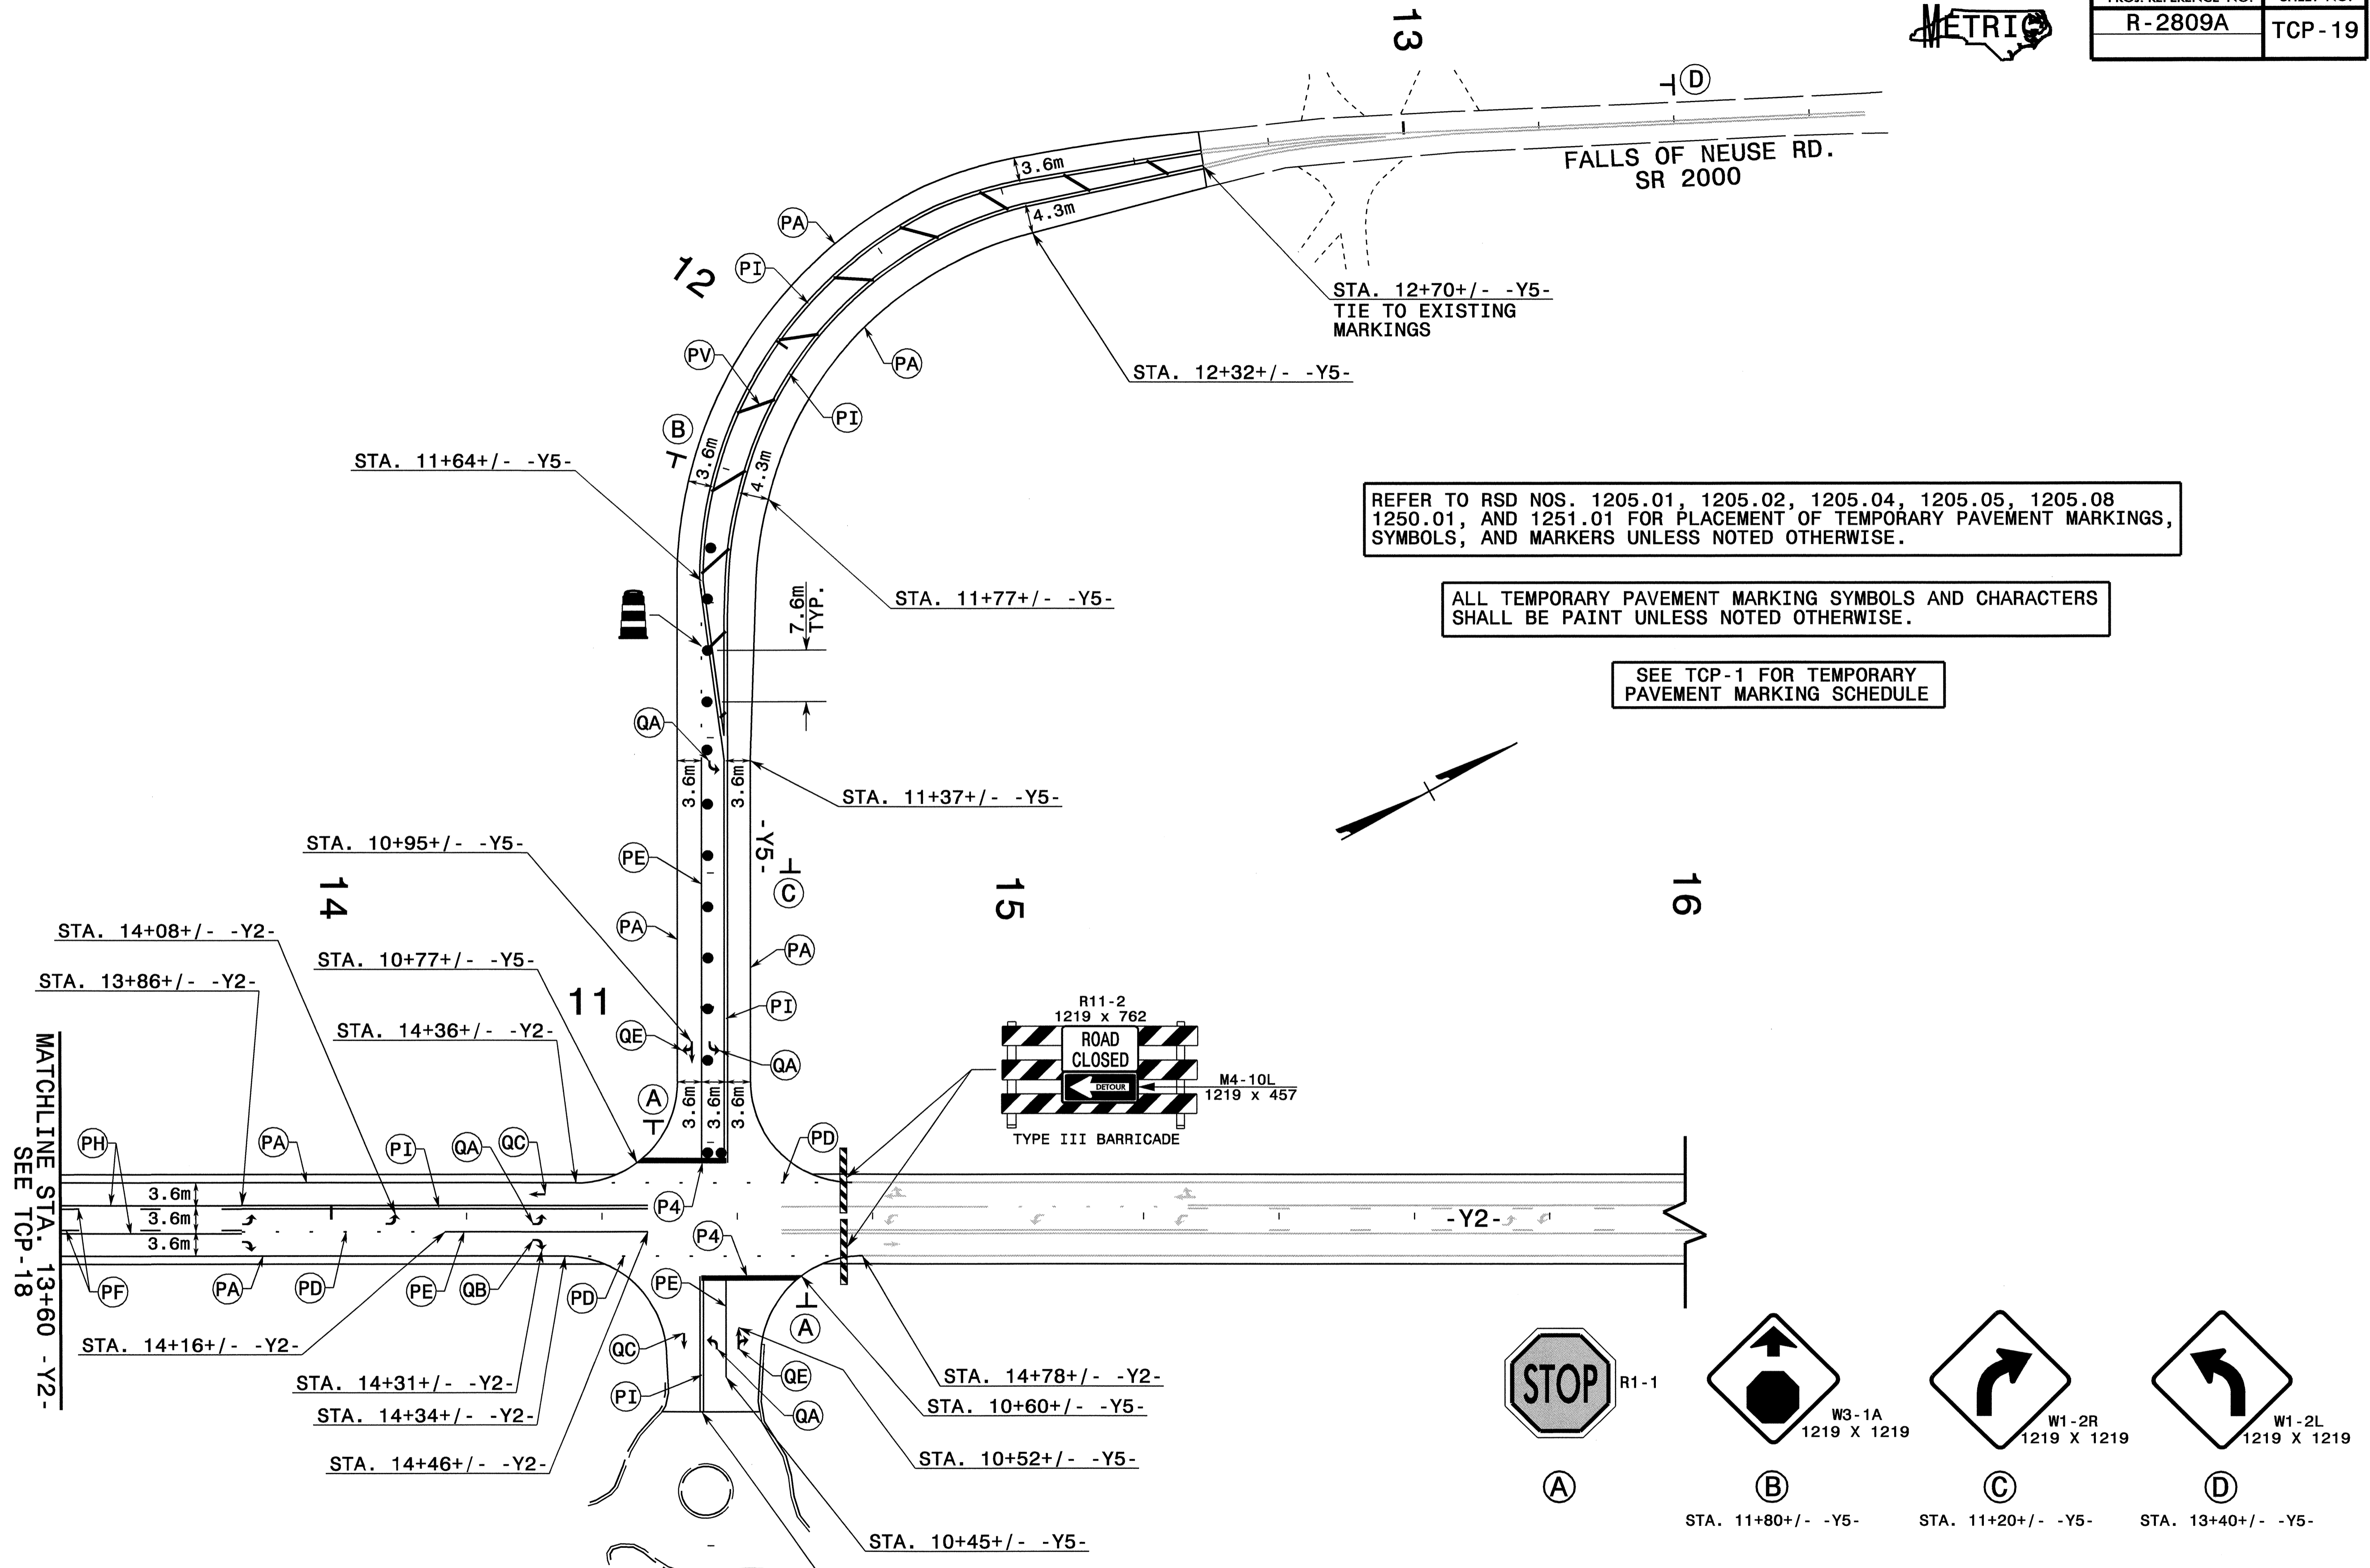 METRIC
PROJ. REFERENCE NO.
SHEET NO.
R-2809A
TCP-19
13
D
FALLS OF NEUSE RD.
SR 2000
3.6m
4.3m
PA
12
PI
STA. 12+70+/- -Y5-
TIE TO EXISTING
MARKINGS
PV
PA
STA. 12+32+/- -Y5-
PI
B
3.6m
4.3m
STA. 11+64+/- -Y5-
REFER TO RSD NOS. 1205.01, 1205.02, 1205.04, 1205.05, 1205.08
1250.01, AND 1251.01 FOR PLACEMENT OF TEMPORARY PAVEMENT MARKINGS,
SYMBOLS, AND MARKERS UNLESS NOTED OTHERWISE.
STA. 11+77+/- -Y5-
7.6m
TYP.
ALL TEMPORARY PAVEMENT MARKING SYMBOLS AND CHARACTERS
SHALL BE PAINT UNLESS NOTED OTHERWISE.
SEE TCP-1 FOR TEMPORARY
PAVEMENT MARKING SCHEDULE
QA
3.6m
3.6m
STA. 11+37+/- -Y5-
STA. 10+95+/- -Y5-
-Y5-
PE
C
14
15
16
PA
PA
STA. 14+08+/- -Y2-
STA. 10+77+/- -Y5-
STA. 13+86+/- -Y2-
11
PI
STA. 14+36+/- -Y2-
QE
QA
R11-2
1219 x 762
ROAD
CLOSED
DETOUR
M4-10L
1219 x 457
TYPE III BARRICADE
MATCHLINE STA. 13+60 -Y2-
SEE TCP-18
A
3.6m
3.6m
3.6m
PH
PA
PI
QA
QC
PD
3.6m
3.6m
3.6m
P4
-Y2-
P4
PF
PA
PD
PE
QB
PD
PE
A
STA. 14+16+/- -Y2-
QC
QE
STA. 14+31+/- -Y2-
STA. 14+78+/- -Y2-
PI
QA
STA. 14+34+/- -Y2-
STA. 10+60+/- -Y5-
STA. 14+46+/- -Y2-
STA. 10+52+/- -Y5-
STA. 10+45+/- -Y5-
STOP
R1-1
W3-1A
1219 X 1219
W1-2R
1219 X 1219
W1-2L
1219 X 1219
A
B
C
D
STA. 11+80+/- -Y5-
STA. 11+20+/- -Y5-
STA. 13+40+/- -Y5-